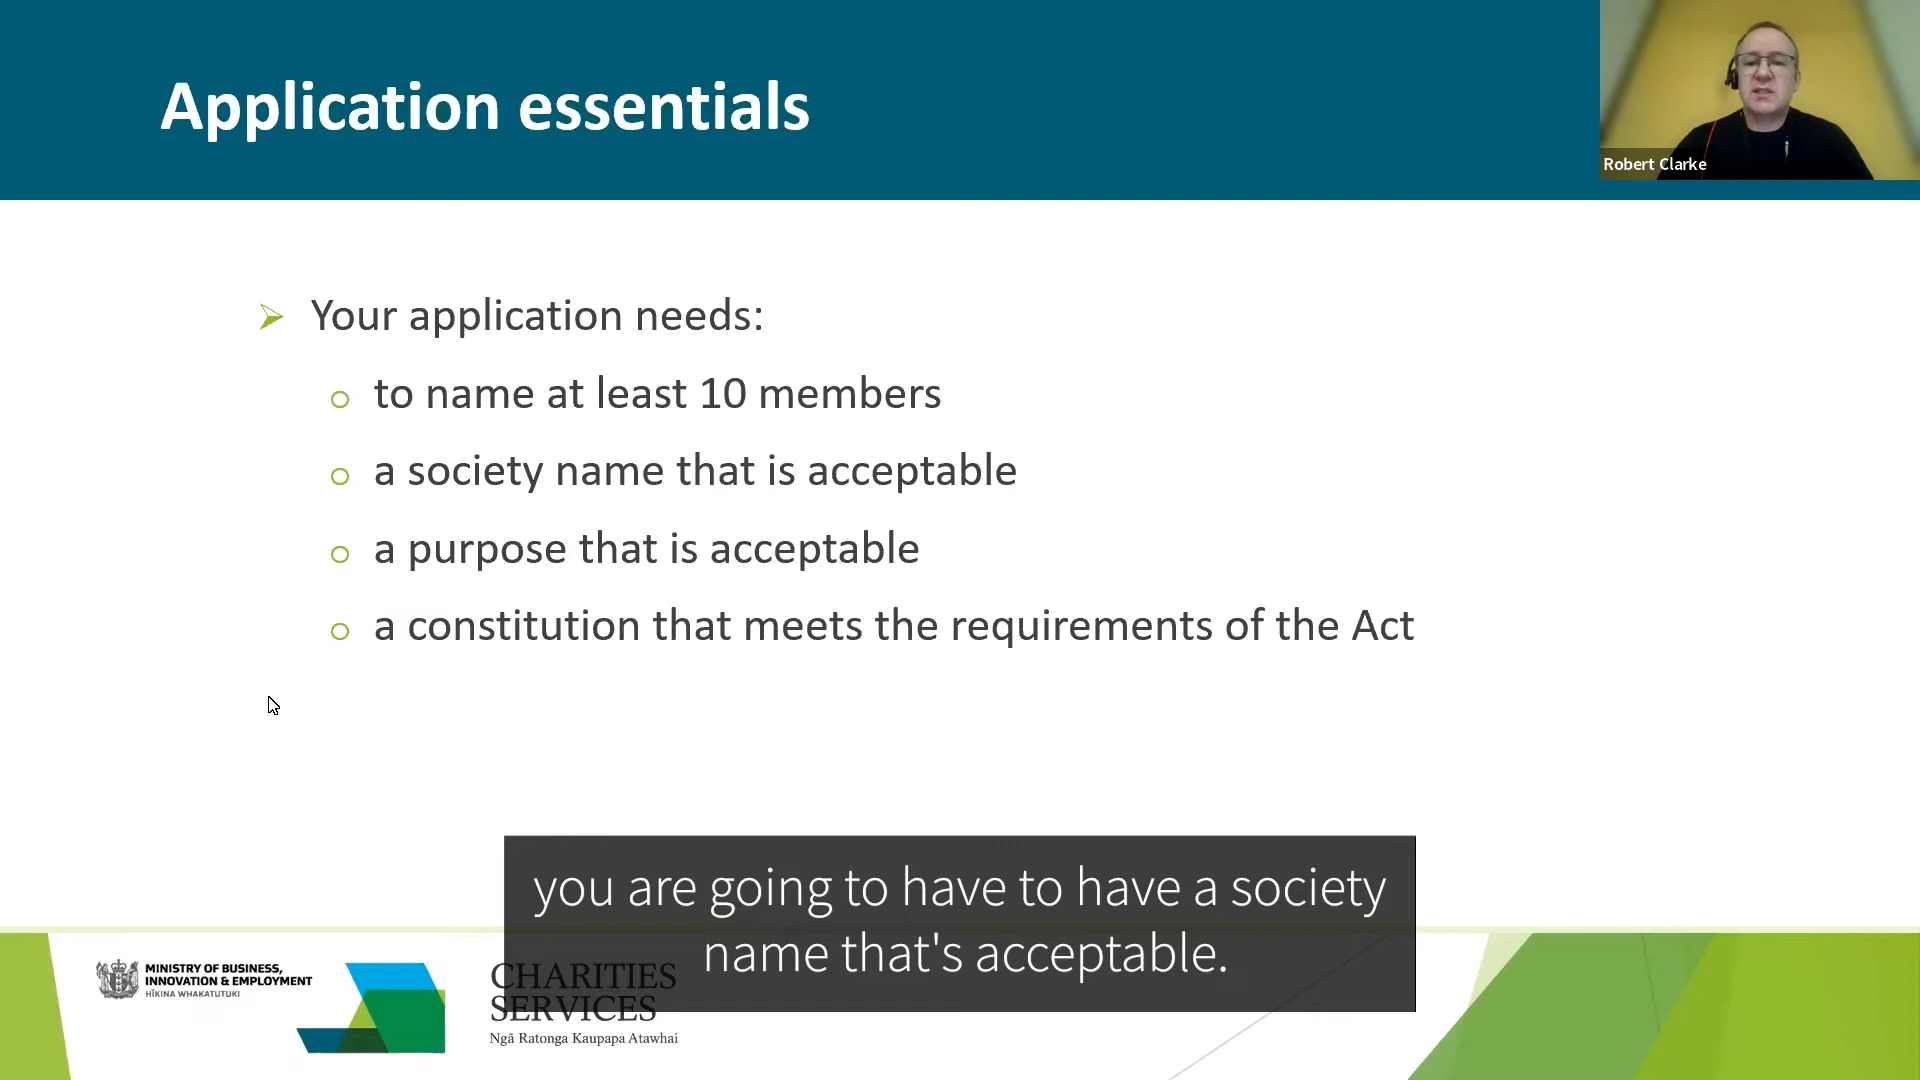 Application essentials
Robert Clarke
Your application needs:
to name at least 10 members
a society name that is acceptable
a purpose that is acceptable
a constitution that meets the requirements of the Act
you are going to have to have a society
name that's acceptable.
MINISTRY OF BUSINESS,
INNOVATION & EMPLOYMENT
HĪKINA WHAKATUTUKI
CHARITIES
SERVICES
Ngā Ratonga Kaupapa Atawhai